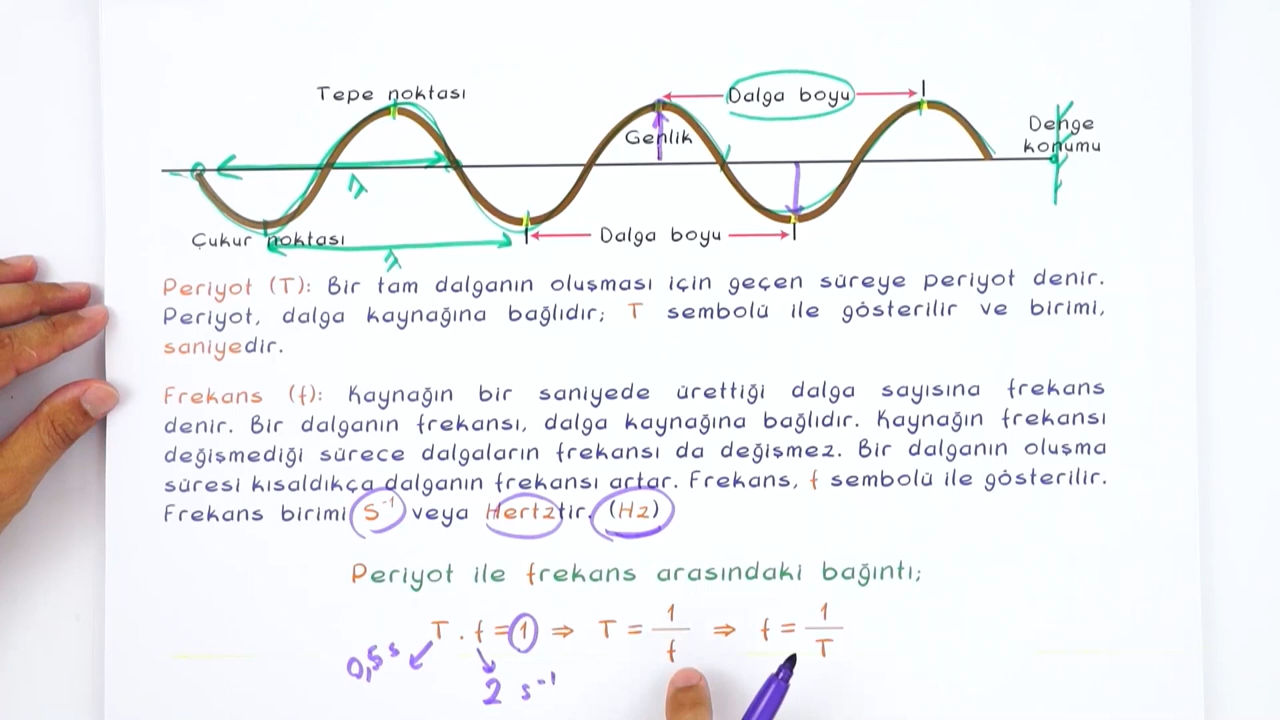 Tepe noktası
Dalga boyu
Genlik
Denge
konumu
λ
Çukur noktası
Dalga boyu
λ
Periyot (T): Bir tam dalganın oluşması için geçen süreye periyot denir.
Periyot, dalga kaynağına bağlıdır; T sembolü ile gösterilir ve birimi,
saniyedir.
Frekans (f): Kaynağın bir saniyede ürettiği dalga sayısına frekans
denir. Bir dalganın frekansı, dalga kaynağına bağlıdır. Kaynağın frekansı
değişmediği sürece dalgaların frekansı da değişmez. Bir dalganın oluşma
süresi kısaldıkça dalganın frekansı artar. Frekans, f sembolü ile gösterilir.
Frekans birimi S⁻¹ veya Hertztir. (Hz)
Periyot ile frekans arasındaki bağıntı;
T . f = 1 ⇒ T = 1/f ⇒ f = 1/T
0,5 s
2 s⁻¹